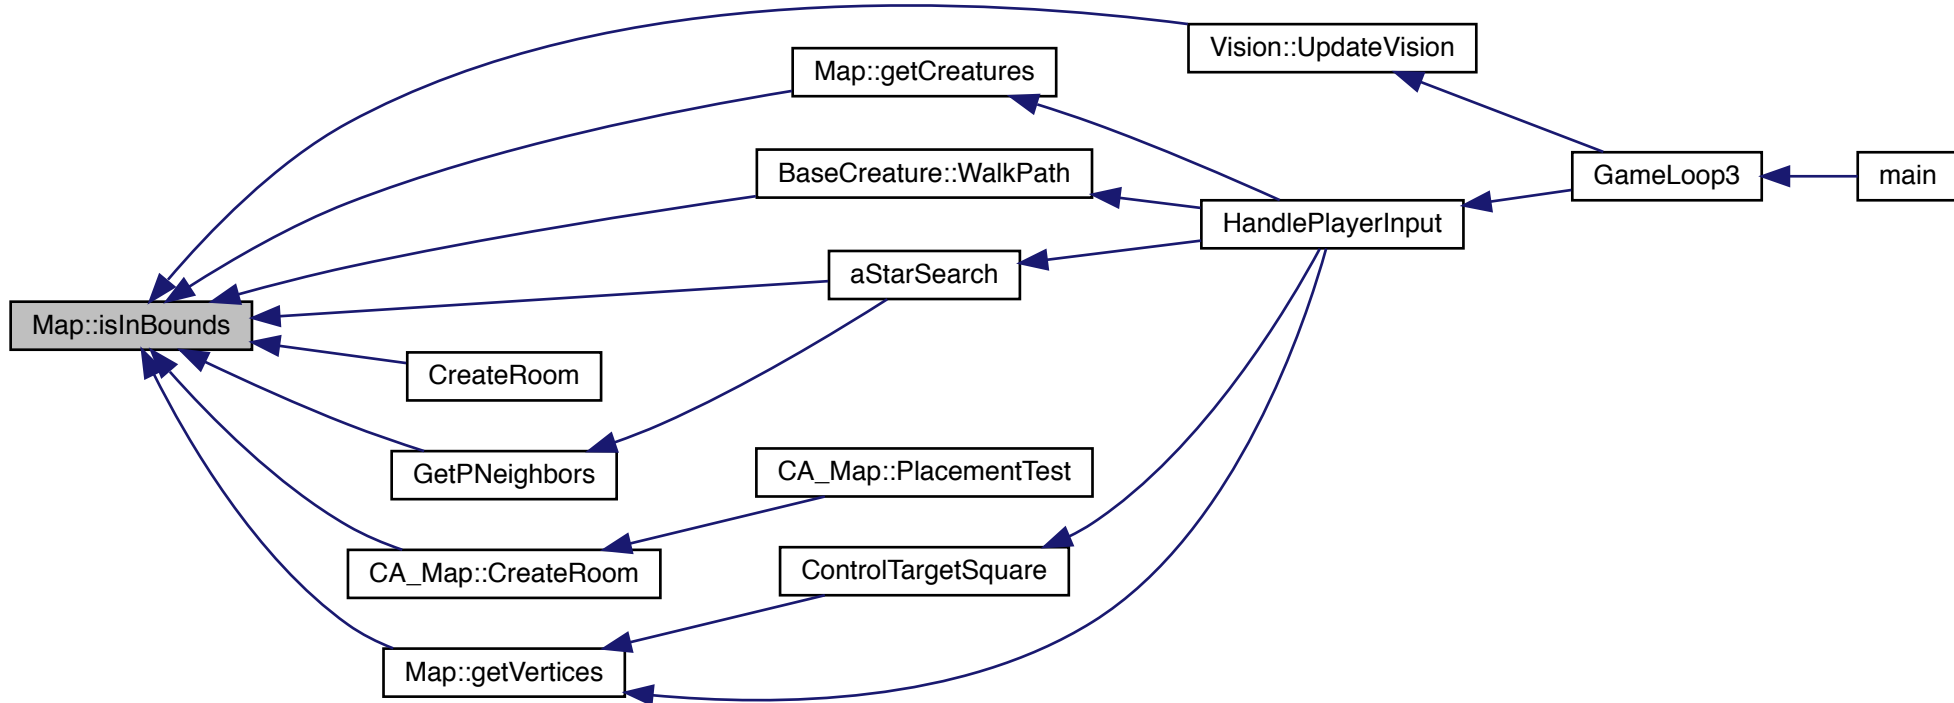 Vision::UpdateVision
Map::getCreatures
BaseCreature::WalkPath
GameLoop3
main
HandlePlayerInput
aStarSearch
Map::isInBounds
CreateRoom
GetPNeighbors
CA_Map::PlacementTest
CA_Map::CreateRoom
ControlTargetSquare
Map::getVertices